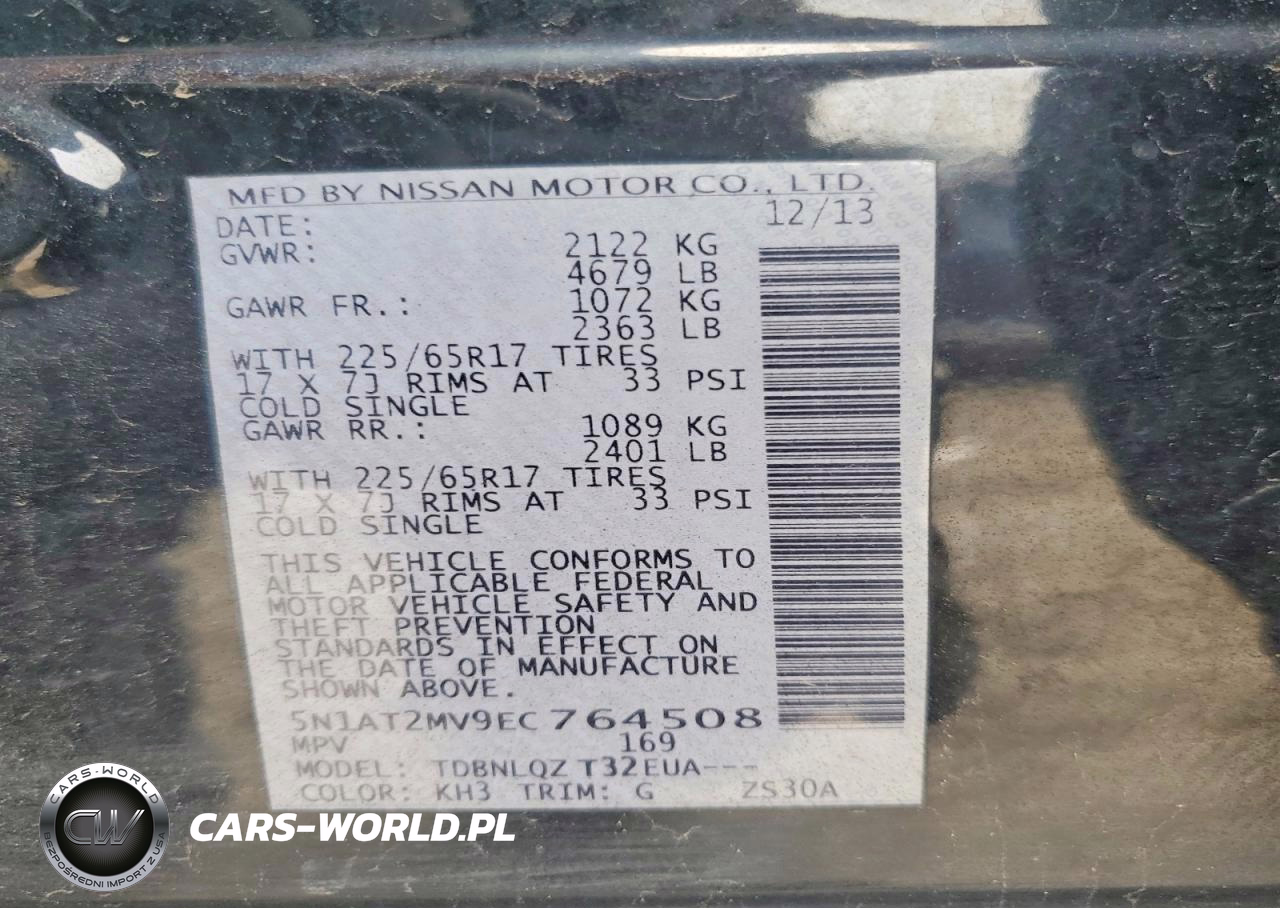 MFD BY NISSAN MOTOR CO., LTD.
DATE: 12/13
GVWR: 2122 KG
4679 LB
GAWR FR.: 1072 KG
2363 LB
WITH 225/65R17 TIRES
17 X 7J RIMS AT 33 PSI
COLD SINGLE
GAWR RR.: 1089 KG
2401 LB
WITH 225/65R17 TIRES
17 X 7J RIMS AT 33 PSI
COLD SINGLE
THIS VEHICLE CONFORMS TO
ALL APPLICABLE FEDERAL
MOTOR VEHICLE SAFETY AND
THEFT PREVENTION
STANDARDS IN EFFECT ON
THE DATE OF MANUFACTURE
SHOWN ABOVE.
5N1AT2MV9EC764508
MPV 169
MODEL: TDBNLQZ T32EUA---
COLOR: KH3 TRIM: G ZS30A
CARS-WORLD
CW
BEZPOŚREDNI IMPORT Z USA
CARS-WORLD.PL